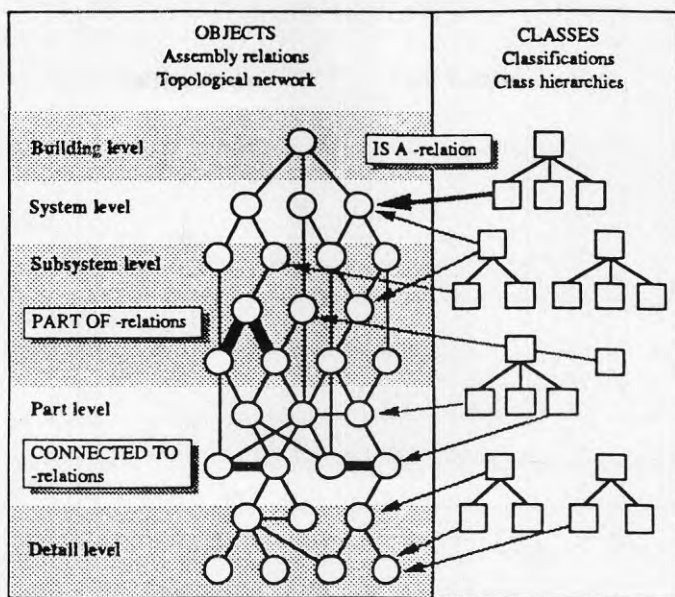 OBJECTS
Assembly relations
Topological network
CLASSES
Classifications
Class hierarchies
Building level
IS A -relation
System level
Subsystem level
PART OF -relations
Part level
CONNECTED TO
-relations
Detail level